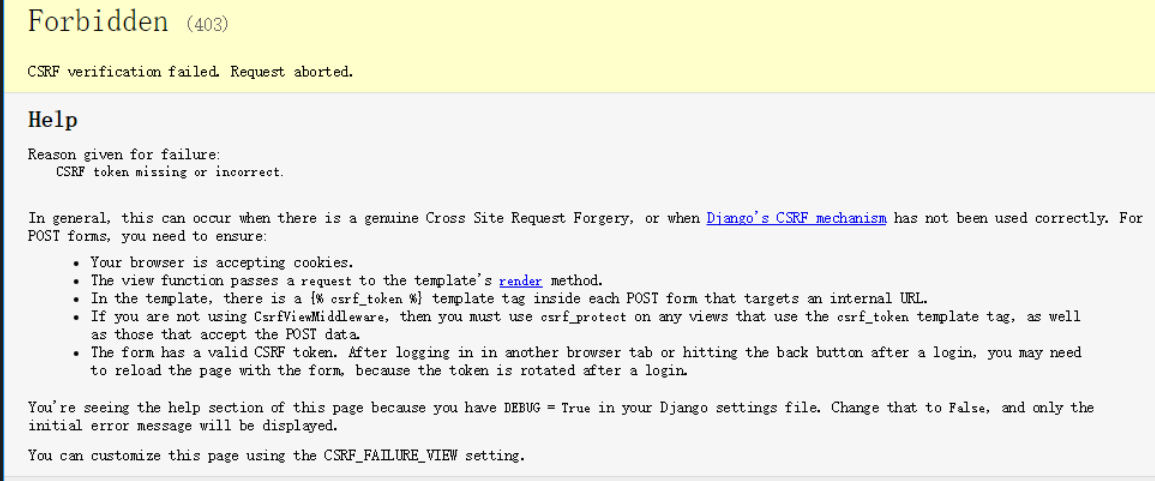 Forbidden (403)
CSRF verification failed. Request aborted.
Help
Reason given for failure:
CSRF token missing or incorrect.
In general, this can occur when there is a genuine Cross Site Request Forgery, or when Django's CSRF mechanism has not been used correctly. For
POST forms, you need to ensure:
• Your browser is accepting cookies.
• The view function passes a request to the template's render method.
• In the template, there is a {% csrf_token %} template tag inside each POST form that targets an internal URL.
• If you are not using CsrfViewMiddleware, then you must use csrf_protect on any views that use the csrf_token template tag, as well
as those that accept the POST data.
• The form has a valid CSRF token. After logging in in another browser tab or hitting the back button after a login, you may need
to reload the page with the form, because the token is rotated after a login.
You're seeing the help section of this page because you have DEBUG = True in your Django settings file. Change that to False, and only the
initial error message will be displayed.
You can customize this page using the CSRF_FAILURE_VIEW setting.